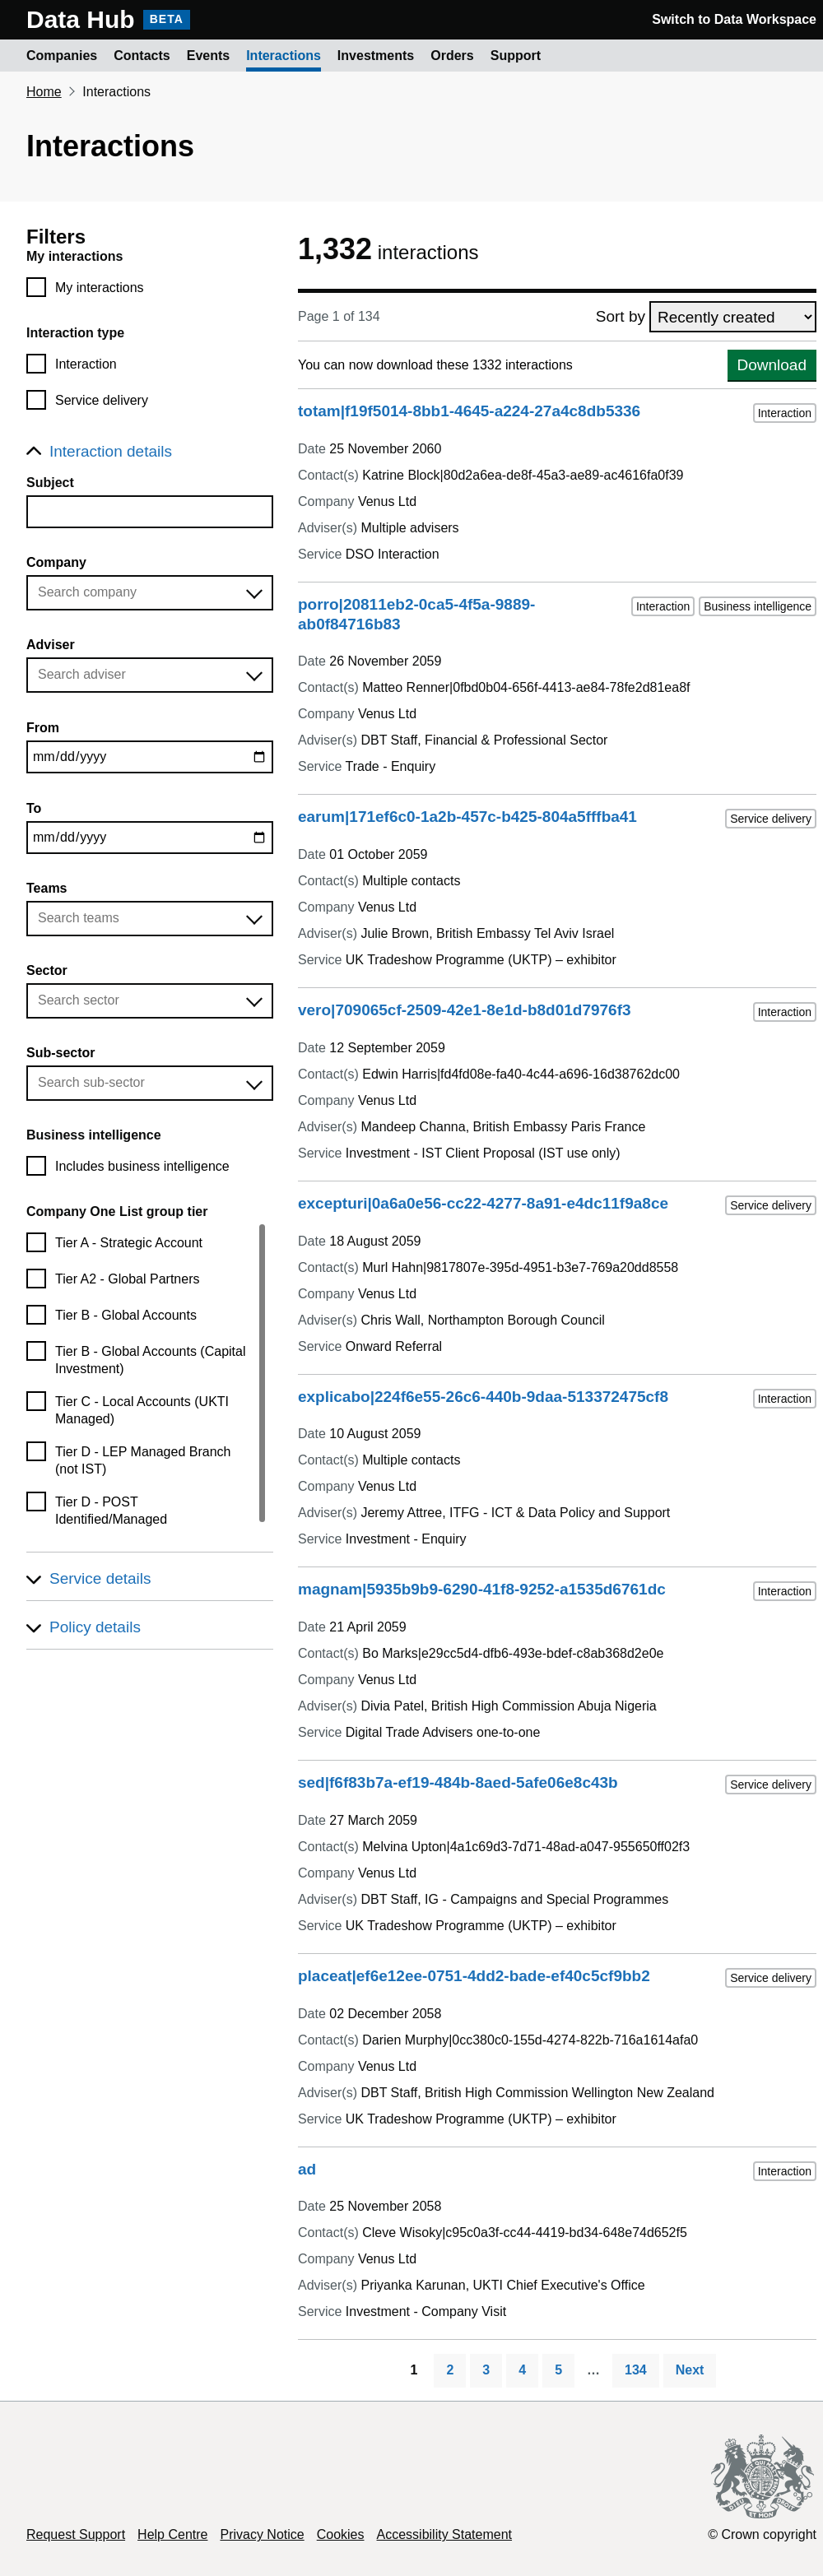 Data Hub BETA
Switch to Data Workspace
Companies Contacts Events Interactions Investments Orders Support
Home Interactions
Interactions
Filters
My interactions
My interactions
Interaction type
Interaction
Service delivery
Interaction details
Subject
Company
Search company
Adviser
Search adviser
From
mm/dd/yyyy
To
mm/dd/yyyy
Teams
Search teams
Sector
Search sector
Sub-sector
Search sub-sector
Business intelligence
Includes business intelligence
Company One List group tier
Tier A - Strategic Account
Tier A2 - Global Partners
Tier B - Global Accounts
Tier B - Global Accounts (Capital
Investment)
Tier C - Local Accounts (UKTI
Managed)
Tier D - LEP Managed Branch
(not IST)
Tier D - POST
Identified/Managed
Service details
Policy details
1,332 interactions
Page 1 of 134
Sort by Recently created
You can now download these 1332 interactions
Download
totam|f19f5014-8bb1-4645-a224-27a4c8db5336
Interaction
Date 25 November 2060
Contact(s) Katrine Block|80d2a6ea-de8f-45a3-ae89-ac4616fa0f39
Company Venus Ltd
Adviser(s) Multiple advisers
Service DSO Interaction
porro|20811eb2-0ca5-4f5a-9889-
ab0f84716b83
Interaction Business intelligence
Date 26 November 2059
Contact(s) Matteo Renner|0fbd0b04-656f-4413-ae84-78fe2d81ea8f
Company Venus Ltd
Adviser(s) DBT Staff, Financial & Professional Sector
Service Trade - Enquiry
earum|171ef6c0-1a2b-457c-b425-804a5fffba41
Service delivery
Date 01 October 2059
Contact(s) Multiple contacts
Company Venus Ltd
Adviser(s) Julie Brown, British Embassy Tel Aviv Israel
Service UK Tradeshow Programme (UKTP) – exhibitor
vero|709065cf-2509-42e1-8e1d-b8d01d7976f3
Interaction
Date 12 September 2059
Contact(s) Edwin Harris|fd4fd08e-fa40-4c44-a696-16d38762dc00
Company Venus Ltd
Adviser(s) Mandeep Channa, British Embassy Paris France
Service Investment - IST Client Proposal (IST use only)
excepturi|0a6a0e56-cc22-4277-8a91-e4dc11f9a8ce
Service delivery
Date 18 August 2059
Contact(s) Murl Hahn|9817807e-395d-4951-b3e7-769a20dd8558
Company Venus Ltd
Adviser(s) Chris Wall, Northampton Borough Council
Service Onward Referral
explicabo|224f6e55-26c6-440b-9daa-513372475cf8
Interaction
Date 10 August 2059
Contact(s) Multiple contacts
Company Venus Ltd
Adviser(s) Jeremy Attree, ITFG - ICT & Data Policy and Support
Service Investment - Enquiry
magnam|5935b9b9-6290-41f8-9252-a1535d6761dc
Interaction
Date 21 April 2059
Contact(s) Bo Marks|e29cc5d4-dfb6-493e-bdef-c8ab368d2e0e
Company Venus Ltd
Adviser(s) Divia Patel, British High Commission Abuja Nigeria
Service Digital Trade Advisers one-to-one
sed|f6f83b7a-ef19-484b-8aed-5afe06e8c43b
Service delivery
Date 27 March 2059
Contact(s) Melvina Upton|4a1c69d3-7d71-48ad-a047-955650ff02f3
Company Venus Ltd
Adviser(s) DBT Staff, IG - Campaigns and Special Programmes
Service UK Tradeshow Programme (UKTP) – exhibitor
placeat|ef6e12ee-0751-4dd2-bade-ef40c5cf9bb2
Service delivery
Date 02 December 2058
Contact(s) Darien Murphy|0cc380c0-155d-4274-822b-716a1614afa0
Company Venus Ltd
Adviser(s) DBT Staff, British High Commission Wellington New Zealand
Service UK Tradeshow Programme (UKTP) – exhibitor
ad
Interaction
Date 25 November 2058
Contact(s) Cleve Wisoky|c95c0a3f-cc44-4419-bd34-648e74d652f5
Company Venus Ltd
Adviser(s) Priyanka Karunan, UKTI Chief Executive's Office
Service Investment - Company Visit
1 2 3 4 5 … 134 Next
Request Support Help Centre Privacy Notice Cookies Accessibility Statement
© Crown copyright